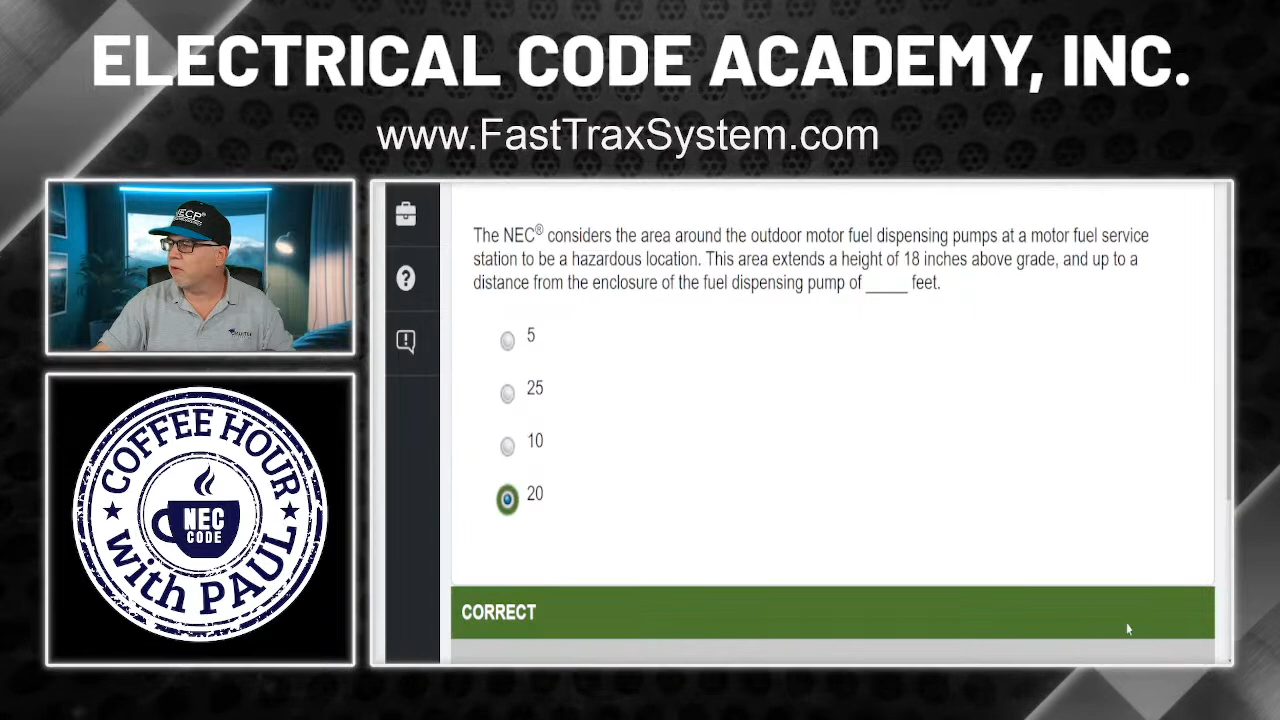 ELECTRICAL CODE ACADEMY, INC.
www.FastTraxSystem.com
NECP®
COFFEE HOUR
NEC
CODE
with PAUL
The NEC® considers the area around the outdoor motor fuel dispensing pumps at a motor fuel service
station to be a hazardous location. This area extends a height of 18 inches above grade, and up to a
distance from the enclosure of the fuel dispensing pump of _____ feet.
5
25
10
20
CORRECT